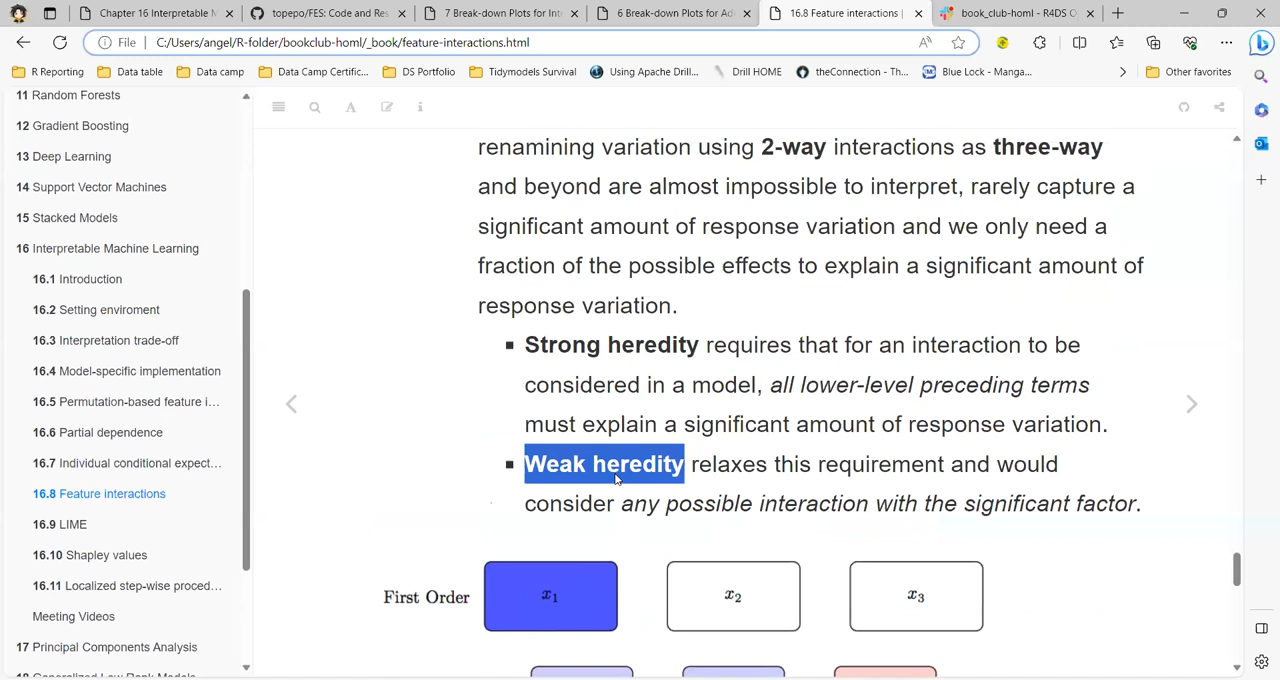 Chapter 16 Interpretable M
topepo/FES: Code and Res
7 Break-down Plots for Int
6 Break-down Plots for Ad
16.8 Feature interactions |
book_club-homl - R4DS O
File
C:/Users/angel/R-folder/bookclub-homl/_book/feature-interactions.html
R Reporting
Data table
Data camp
Data Camp Certific...
DS Portfolio
Tidymodels Survival
Using Apache Drill...
Drill HOME
theConnection - Th...
Blue Lock - Manga...
Other favorites
11 Random Forests
12 Gradient Boosting
13 Deep Learning
14 Support Vector Machines
15 Stacked Models
16 Interpretable Machine Learning
16.1 Introduction
16.2 Setting enviroment
16.3 Interpretation trade-off
16.4 Model-specific implementation
16.5 Permutation-based feature i...
16.6 Partial dependence
16.7 Individual conditional expect...
16.8 Feature interactions
16.9 LIME
16.10 Shapley values
16.11 Localized step-wise proced...
Meeting Videos
17 Principal Components Analysis
18 Generalized Low Rank Models
renamining variation using 2-way interactions as three-way
and beyond are almost impossible to interpret, rarely capture a
significant amount of response variation and we only need a
fraction of the possible effects to explain a significant amount of
response variation.
Strong heredity requires that for an interaction to be
considered in a model, all lower-level preceding terms
must explain a significant amount of response variation.
Weak heredity relaxes this requirement and would
consider any possible interaction with the significant factor.
First Order
x₁
x₂
x₃